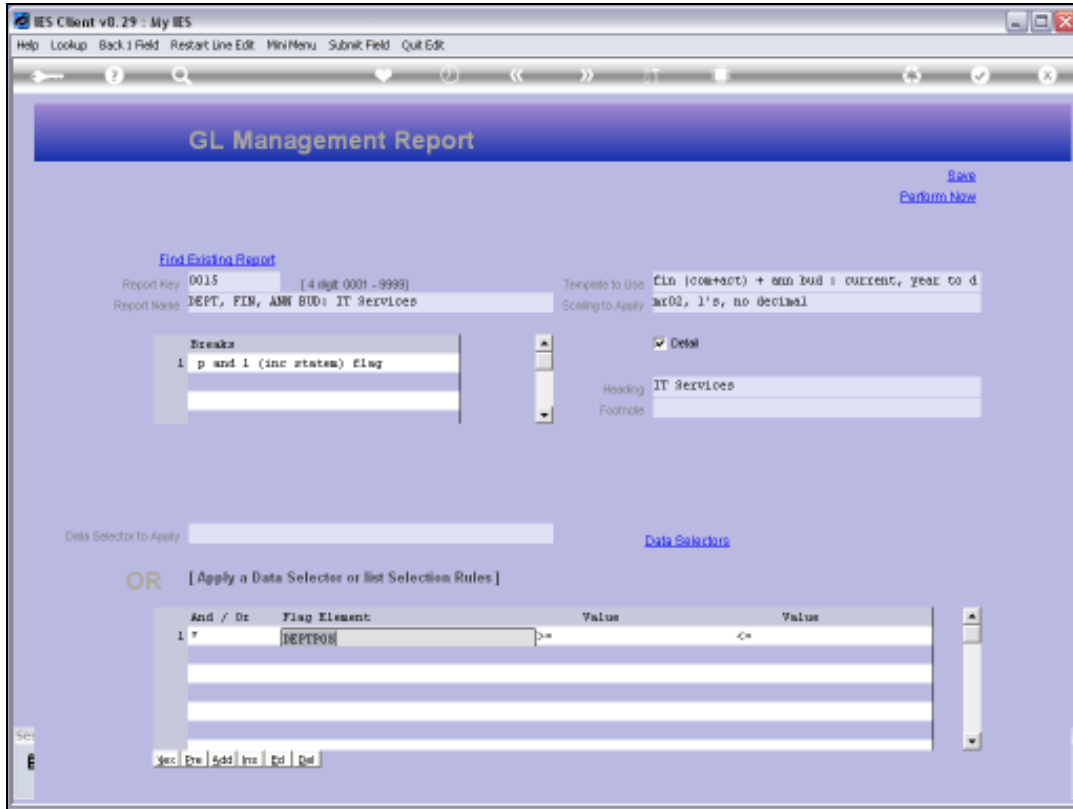 IES Client v8.29 : My IES
Help Lookup Back 1 Field Restart Line Edit Mini Menu Submit Field Quit Edit
GL Management Report
Save
Perform Now
Find Existing Report
Report Key 0015 [ 4 digit: 0001 - 9999] Template to Use fin (com+act) + ann bud : current, year to d
Report Name DEPT, FIN, ANN BUD: IT Services Scaling to Apply mr02, 1's, no decimal
Breaks Detail
1 p and l (inc statem) flag
Heading IT Services
Footnote
Data Selector to Apply Data Selectors
OR [ Apply a Data Selector or list Selection Rules ]
And / Or Flag Element Value Value
1 DEPTPOS >= <=
Nex Pre Add Ins Ed Del